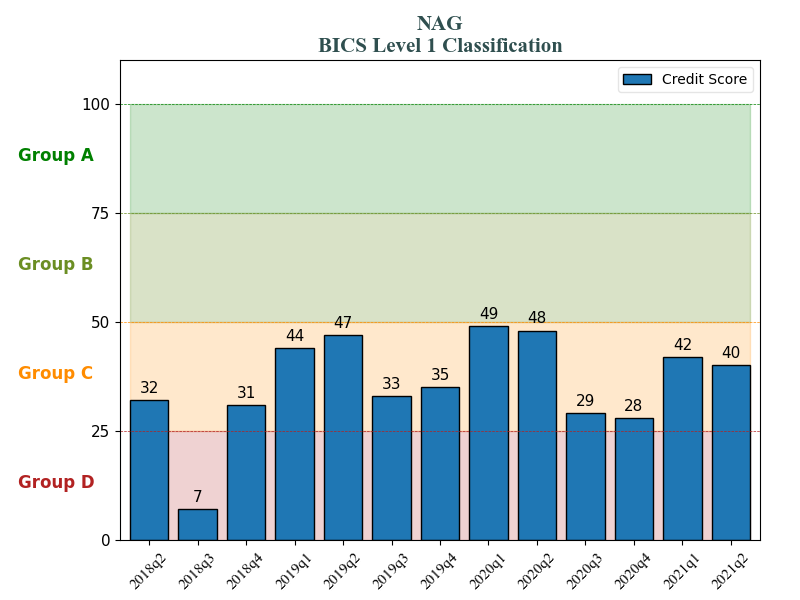 NAG
BICS Level 1 Classification
Credit Score
100
Group A
75
Group B
50
Group C
25
Group D
0
32
7
31
44
47
33
35
49
48
29
28
42
40
2018q2
2018q3
2018q4
2019q1
2019q2
2019q3
2019q4
2020q1
2020q2
2020q3
2020q4
2021q1
2021q2